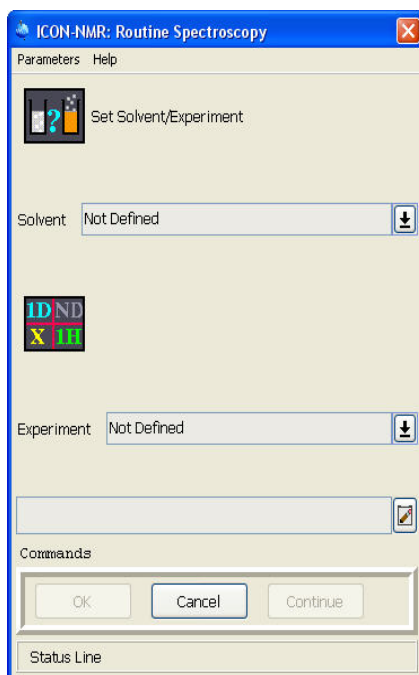 ICON-NMR: Routine Spectroscopy
Parameters Help
? Set Solvent/Experiment
Solvent Not Defined
1D ND
X 1H
Experiment Not Defined
Commands
OK Cancel Continue
Status Line